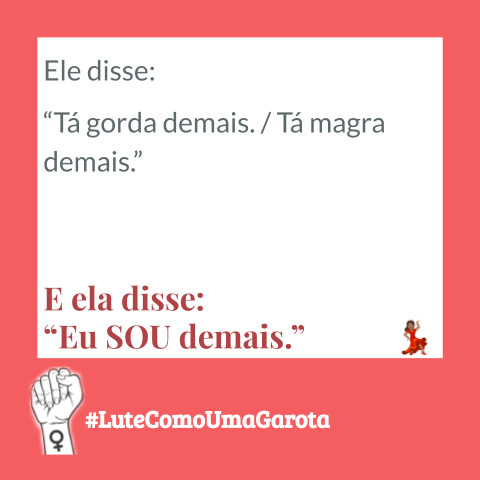 Ele disse:
“Tá gorda demais. / Tá magra
demais.”
E ela disse:
“Eu SOU demais.”
#LuteComoUmaGarota